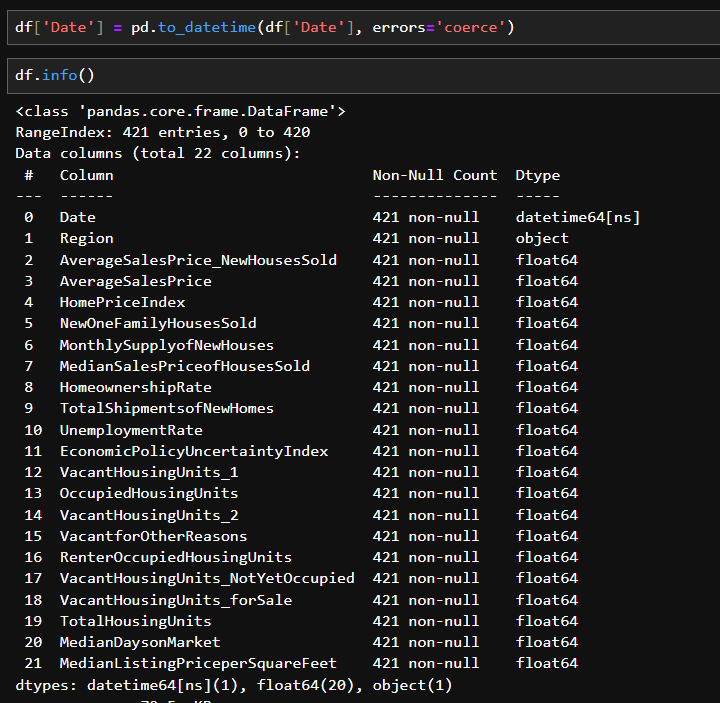 df['Date'] = pd.to_datetime(df['Date'], errors='coerce')
df.info()
<class 'pandas.core.frame.DataFrame'>
RangeIndex: 421 entries, 0 to 420
Data columns (total 22 columns):
 #   Column                              Non-Null Count  Dtype
---  ------                              --------------  -----
 0   Date                                421 non-null    datetime64[ns]
 1   Region                              421 non-null    object
 2   AverageSalesPrice_NewHousesSold     421 non-null    float64
 3   AverageSalesPrice                   421 non-null    float64
 4   HomePriceIndex                      421 non-null    float64
 5   NewOneFamilyHousesSold              421 non-null    float64
 6   MonthlySupplyofNewHouses            421 non-null    float64
 7   MedianSalesPriceofHousesSold        421 non-null    float64
 8   HomeownershipRate                   421 non-null    float64
 9   TotalShipmentsofNewHomes            421 non-null    float64
 10  UnemploymentRate                    421 non-null    float64
 11  EconomicPolicyUncertaintyIndex      421 non-null    float64
 12  VacantHousingUnits_1                421 non-null    float64
 13  OccupiedHousingUnits                421 non-null    float64
 14  VacantHousingUnits_2                421 non-null    float64
 15  VacantforOtherReasons               421 non-null    float64
 16  RenterOccupiedHousingUnits          421 non-null    float64
 17  VacantHousingUnits_NotYetOccupied   421 non-null    float64
 18  VacantHousingUnits_forSale          421 non-null    float64
 19  TotalHousingUnits                   421 non-null    float64
 20  MedianDaysonMarket                  421 non-null    float64
 21  MedianListingPriceperSquareFeet     421 non-null    float64
dtypes: datetime64[ns](1), float64(20), object(1)